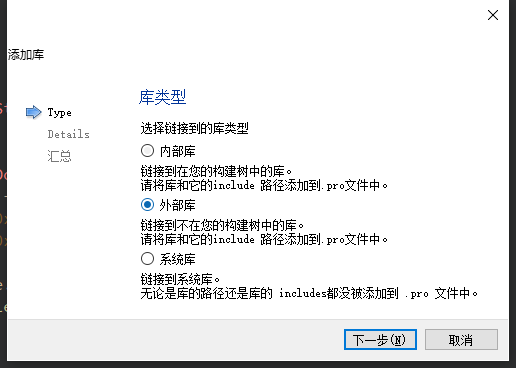 添加库
库类型
Type
Details
汇总
选择链接到的库类型
内部库
链接到在您的构建树中的库。
请将库和它的include 路径添加到.pro文件中。
外部库
链接到不在您的构建树中的库。
请将库和它的include 路径添加到.pro文件中。
系统库
链接到系统库。
无论是库的路径还是库的 includes都没被添加到 .pro 文件中。
下一步(N)
取消